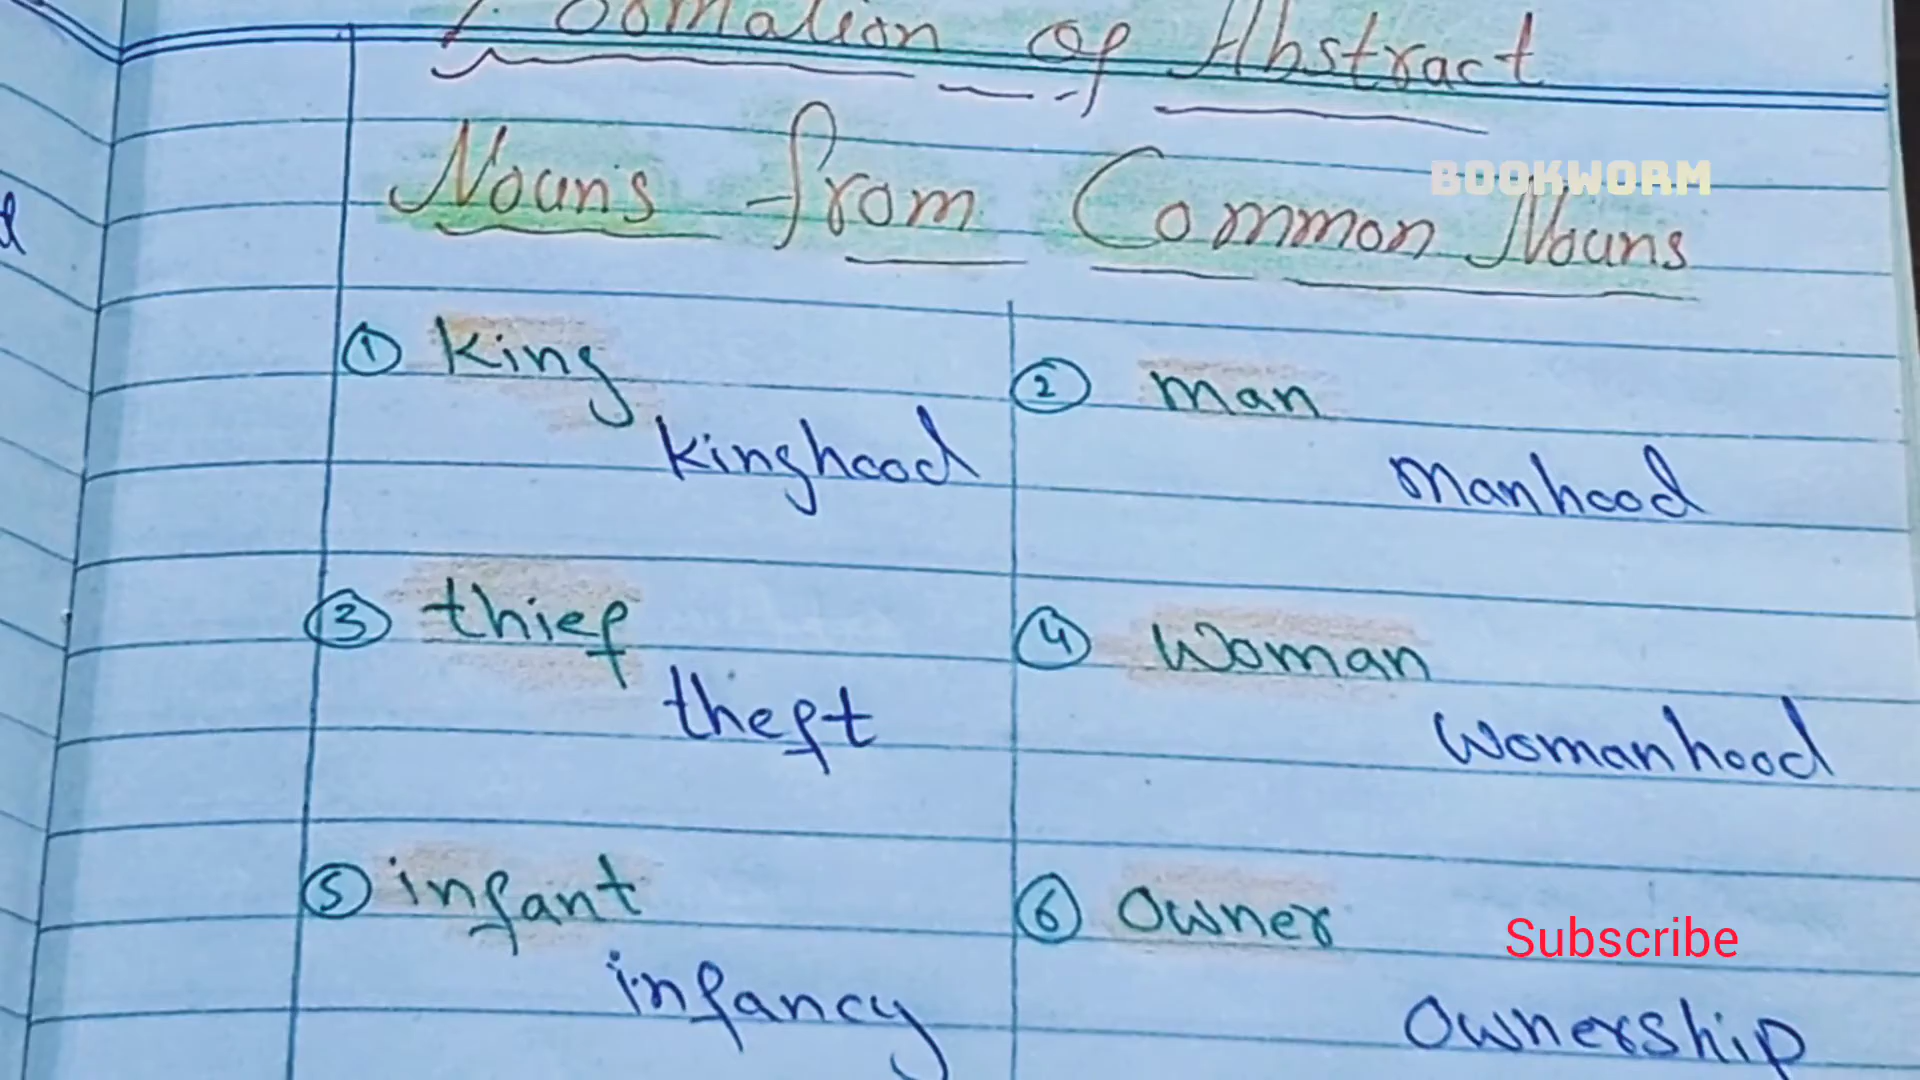 Formation of Abstract
Nouns from Common Nouns
BOOKWORM
① King
kinghood
② man
manhood
③ thief
theft
④ Woman
womanhood
⑤ infant
infancy
⑥ Owner
Ownership
Subscribe